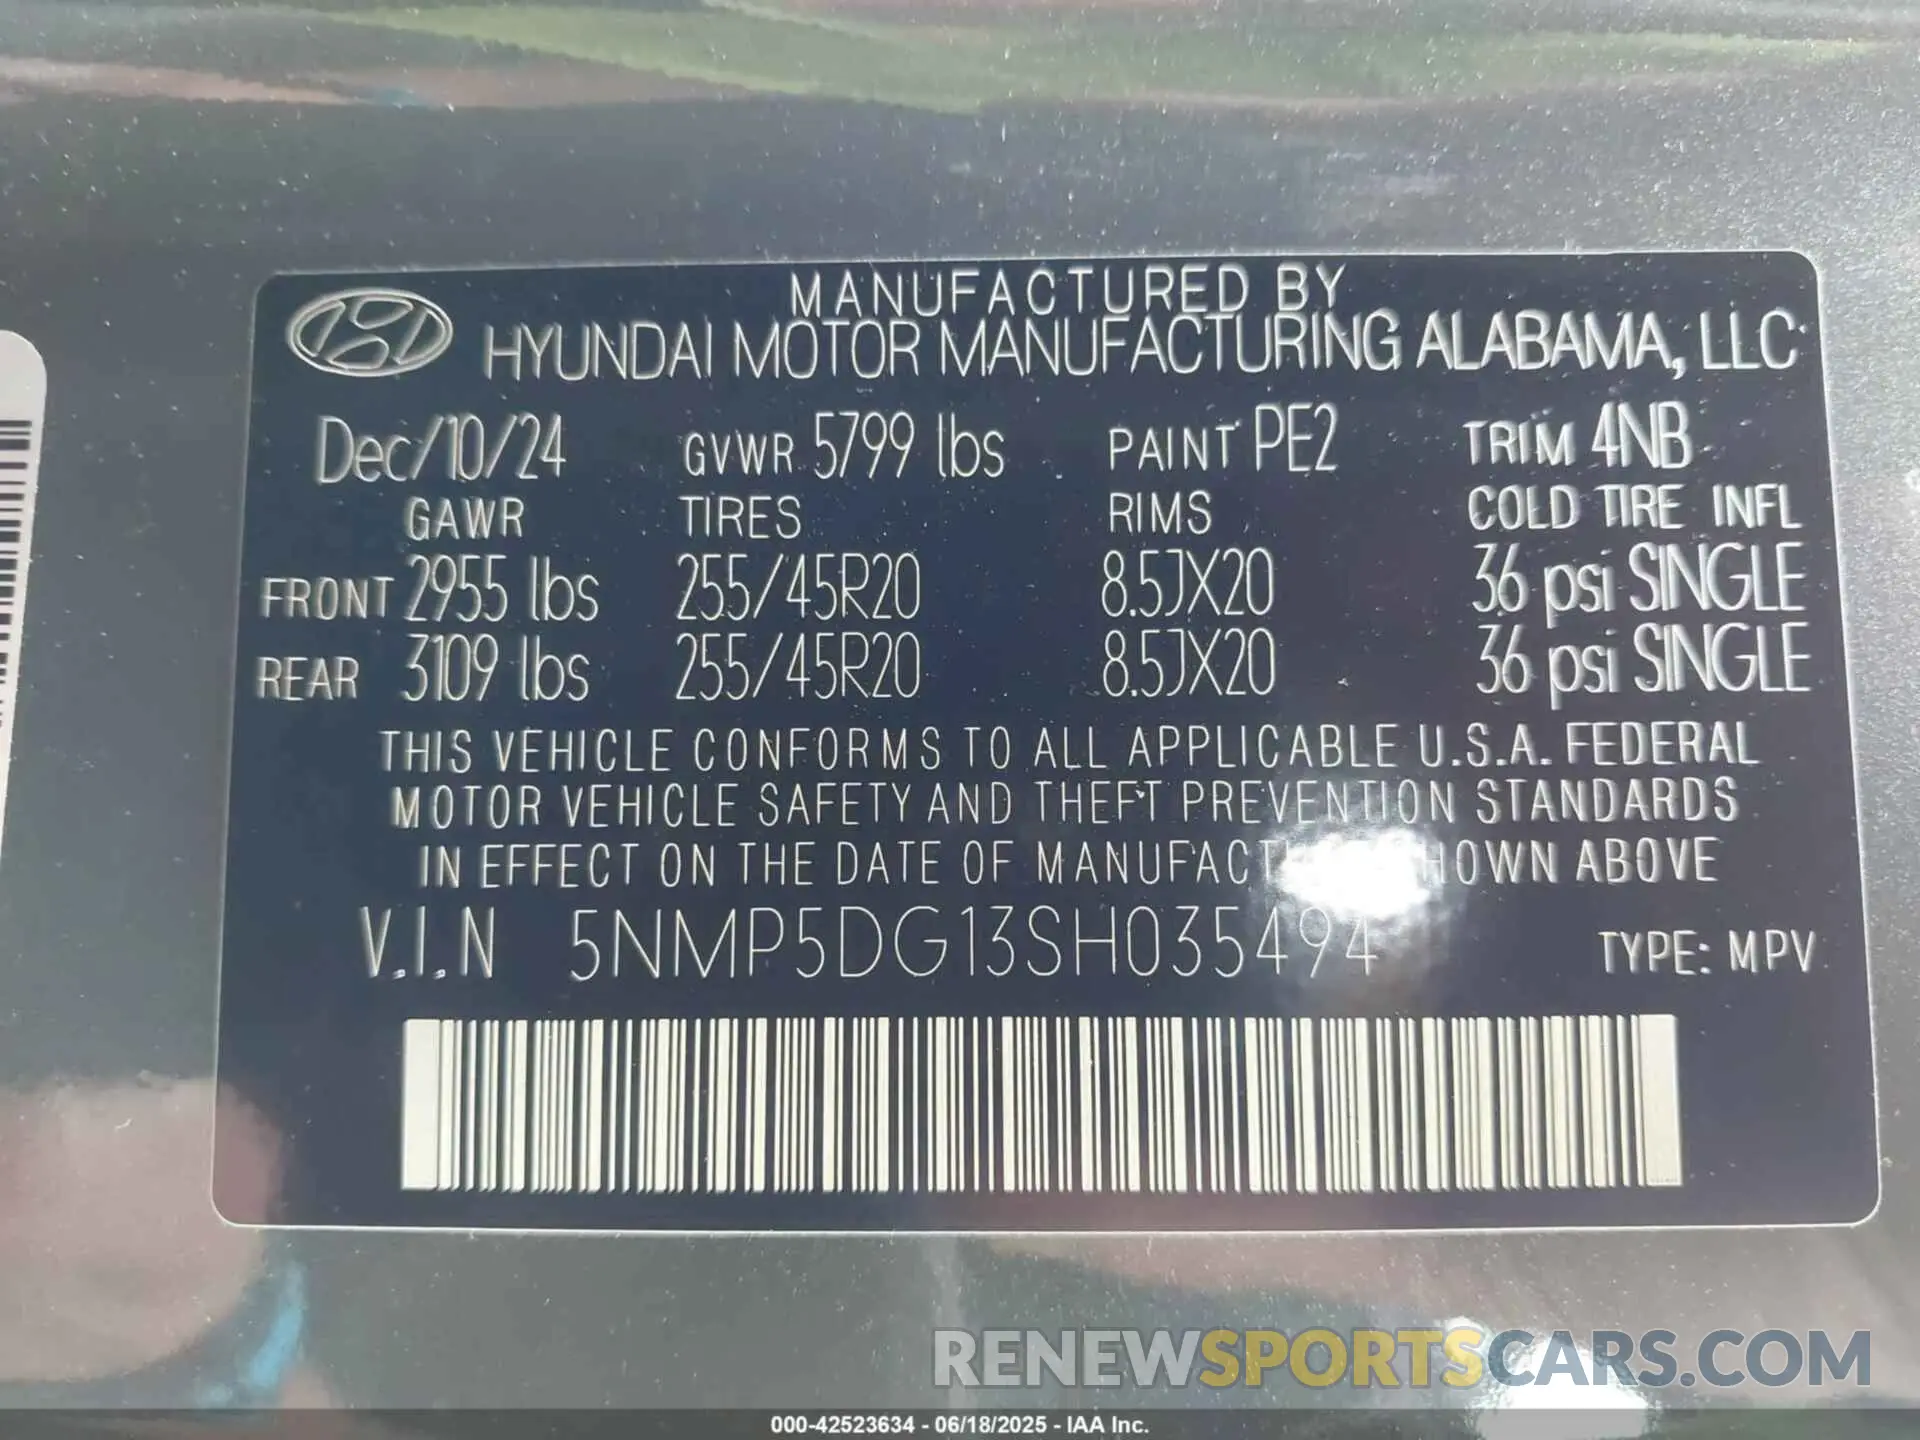 MANUFACTURED BY
HYUNDAI MOTOR MANUFACTURING ALABAMA, LLC
Dec/10/24 GVWR 5799 lbs PAINT PE2 TRIM 4NB
GAWR TIRES RIMS COLD TIRE INFL
FRONT 2955 lbs 255/45R20 8.5JX20 36 psi SINGLE
REAR 3109 lbs 255/45R20 8.5JX20 36 psi SINGLE
THIS VEHICLE CONFORMS TO ALL APPLICABLE U.S.A. FEDERAL
MOTOR VEHICLE SAFETY AND THEFT PREVENTION STANDARDS
IN EFFECT ON THE DATE OF ABOVE
V.I.N 5NMP5DG13SH035494 TYPE: MPV
RENEWSPORTSCARS.COM
000-42523634 - 06/18/2025 - IAA Inc.